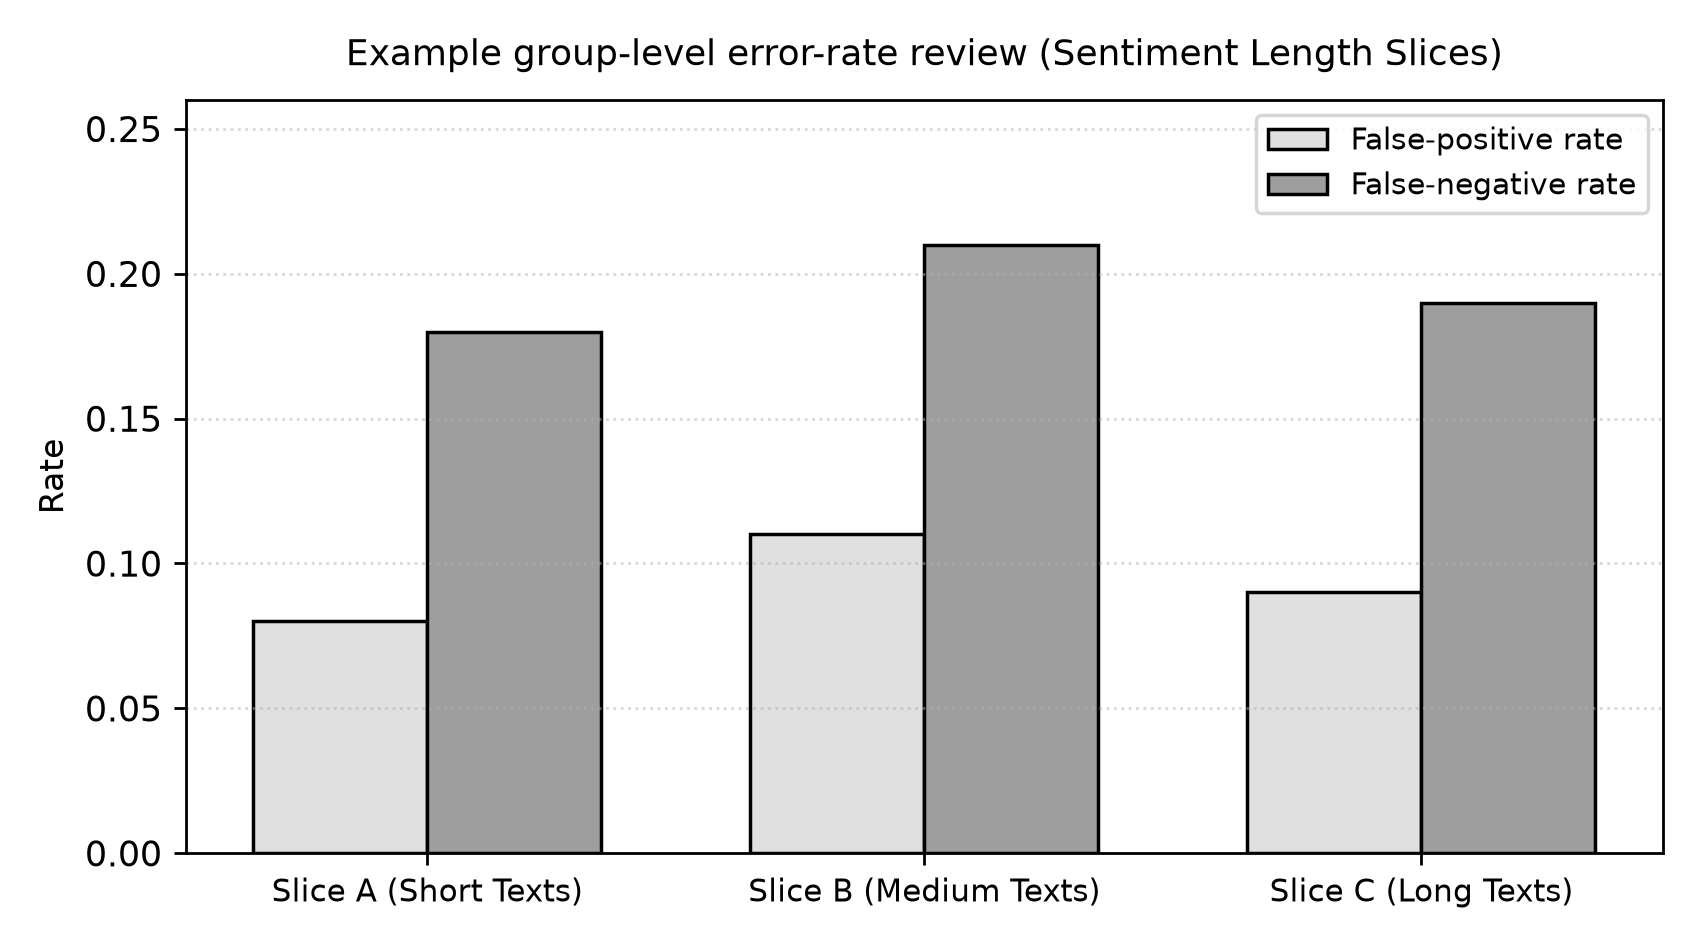 Example group-level error-rate review (Sentiment Length Slices)
False-positive rate
False-negative rate
Rate
0.25
0.20
0.15
0.10
0.05
0.00
Slice A (Short Texts)
Slice B (Medium Texts)
Slice C (Long Texts)